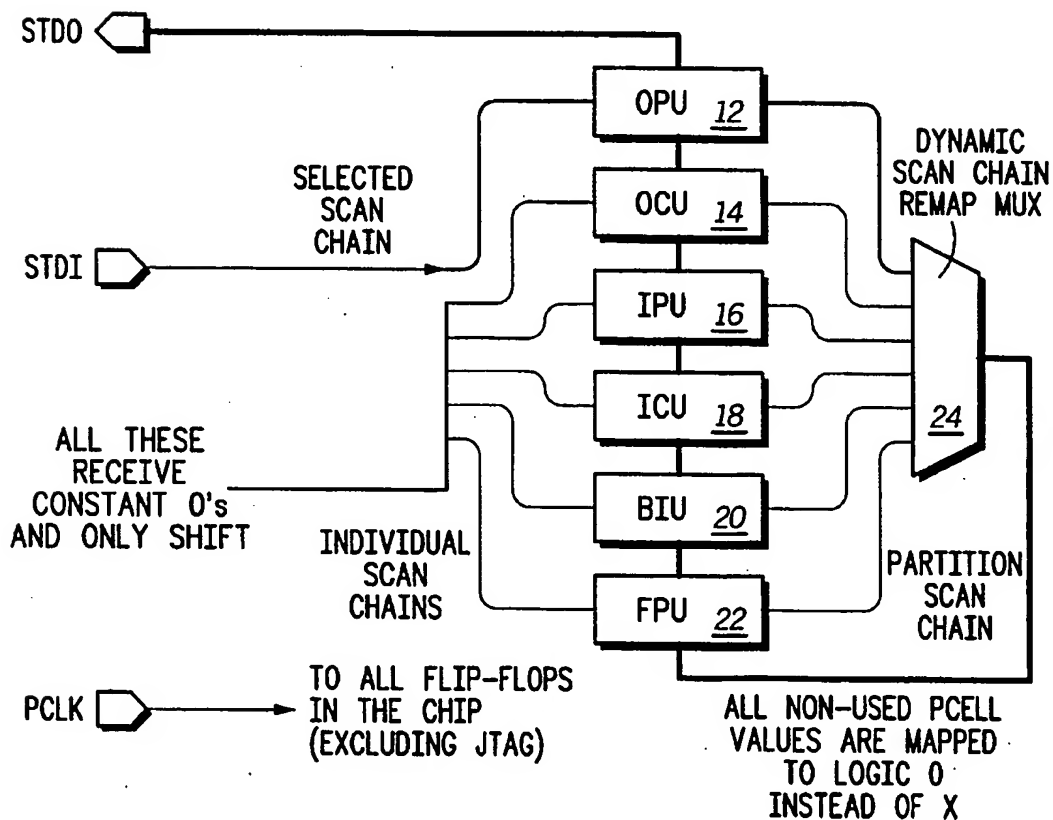 STDO
OPU 12
DYNAMIC
SCAN CHAIN
REMAP MUX
SELECTED
SCAN
CHAIN
OCU 14
STDI
IPU 16
ICU 18
24
ALL THESE
RECEIVE
CONSTANT 0's
AND ONLY SHIFT
BIU 20
INDIVIDUAL
SCAN
CHAINS
PARTITION
SCAN
CHAIN
FPU 22
PCLK
TO ALL FLIP-FLOPS
IN THE CHIP
(EXCLUDING JTAG)
ALL NON-USED PCELL
VALUES ARE MAPPED
TO LOGIC 0
INSTEAD OF X